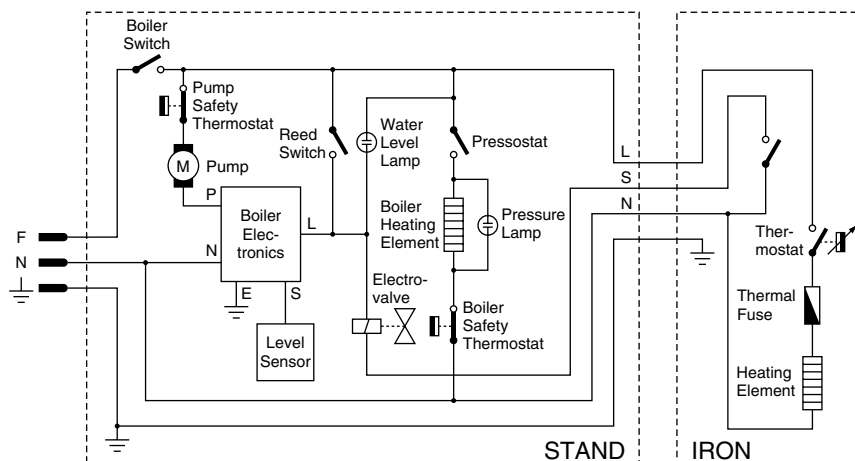 Boiler
Switch
Pump
Safety
Thermostat
Reed
Switch
Water
Level
Lamp
Pressostat
L
S
N
M
Pump
P
Boiler
Elec-
tronics
N
L
E
S
Boiler
Heating
Element
Pressure
Lamp
F
N
Electro-
valve
Level
Sensor
Boiler
Safety
Thermostat
Ther-
mostat
Thermal
Fuse
Heating
Element
STAND
IRON